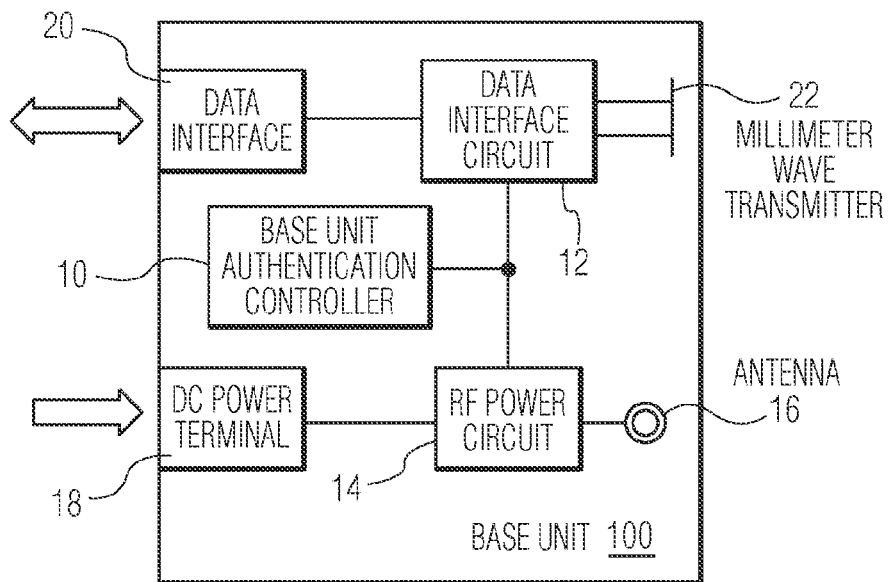 20
DATA
INTERFACE
DATA
INTERFACE
CIRCUIT
22
MILLIMETER
WAVE
TRANSMITTER
12
10
BASE UNIT
AUTHENTICATION
CONTROLLER
DC POWER
TERMINAL
18
RF POWER
CIRCUIT
14
ANTENNA
16
BASE UNIT 100